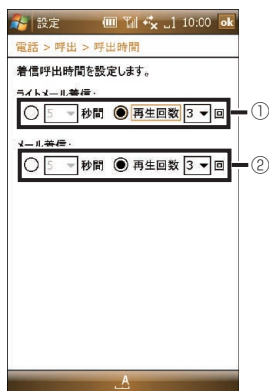 設定 10:00 ok
電話 > 呼出 > 呼出時間
着信呼出時間を設定します。
ライトメール着信:
5 秒間 再生回数 3 回 ①
メール着信:
5 秒間 再生回数 3 回 ②
A